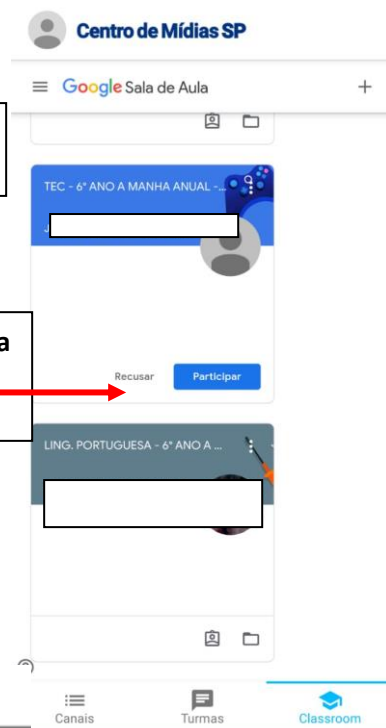 Centro de Mídias SP
Google Sala de Aula
TEC - 6° ANO A MANHA ANUAL -...
J
a
Recusar
Participar
LING. PORTUGUESA - 6° ANO A ...
Canais
Turmas
Classroom